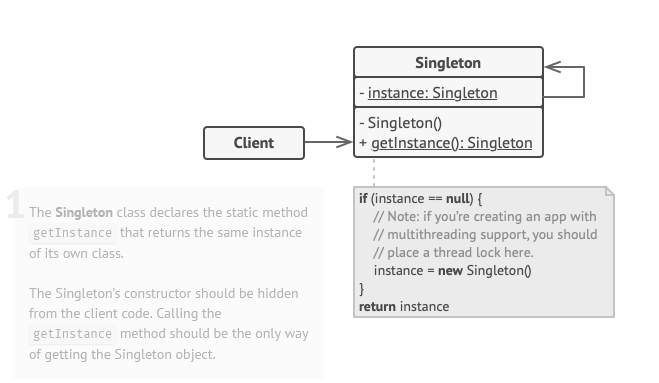 Singleton
- instance: Singleton
- Singleton()
+ getInstance(): Singleton
Client
1
The Singleton class declares the static method
getInstance that returns the same instance
of its own class.
The Singleton’s constructor should be hidden
from the client code. Calling the
getInstance method should be the only way
of getting the Singleton object.
if (instance == null) {
// Note: if you’re creating an app with
// multithreading support, you should
// place a thread lock here.
instance = new Singleton()
}
return instance